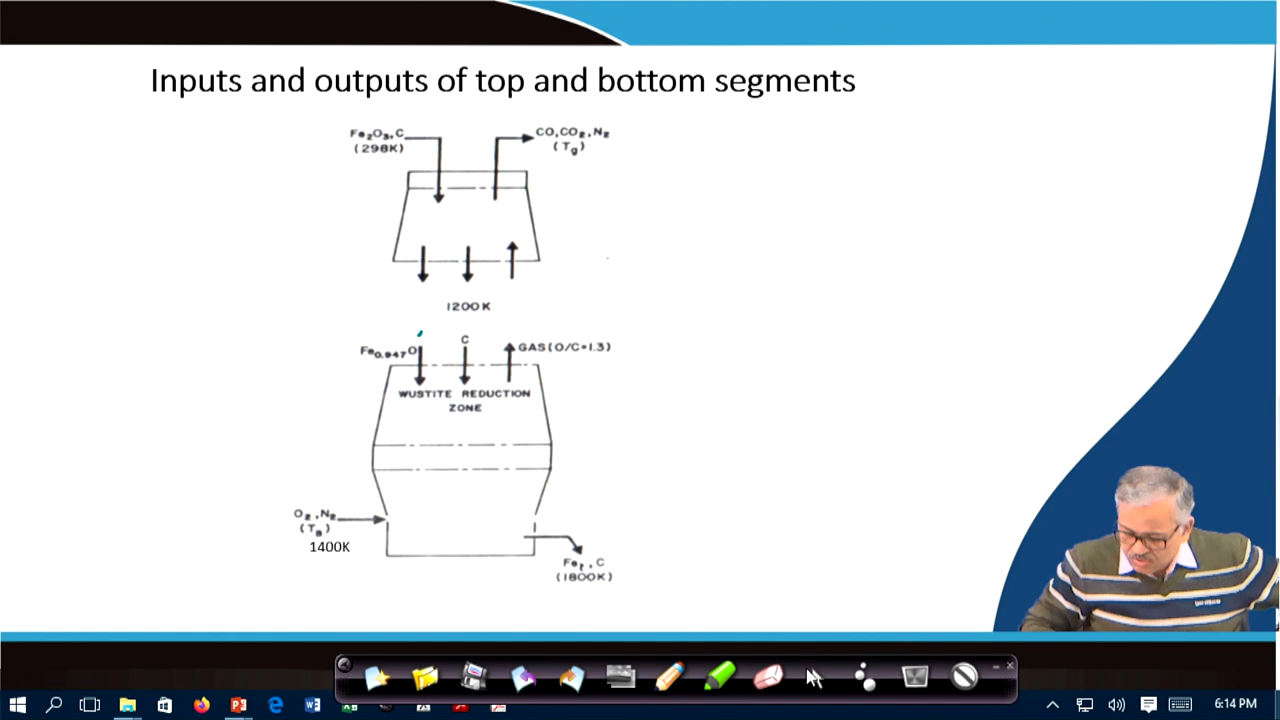 Inputs and outputs of top and bottom segments
Fe₂O₃,C
(298K)
CO,CO₂,N₂
(Tg)
1200K
Fe0.947O
C
GAS(O/C=1.3)
WUSTITE REDUCTION
ZONE
O₂,N₂
(TB)
1400K
Feℓ,C
(1800K)
6:14 PM